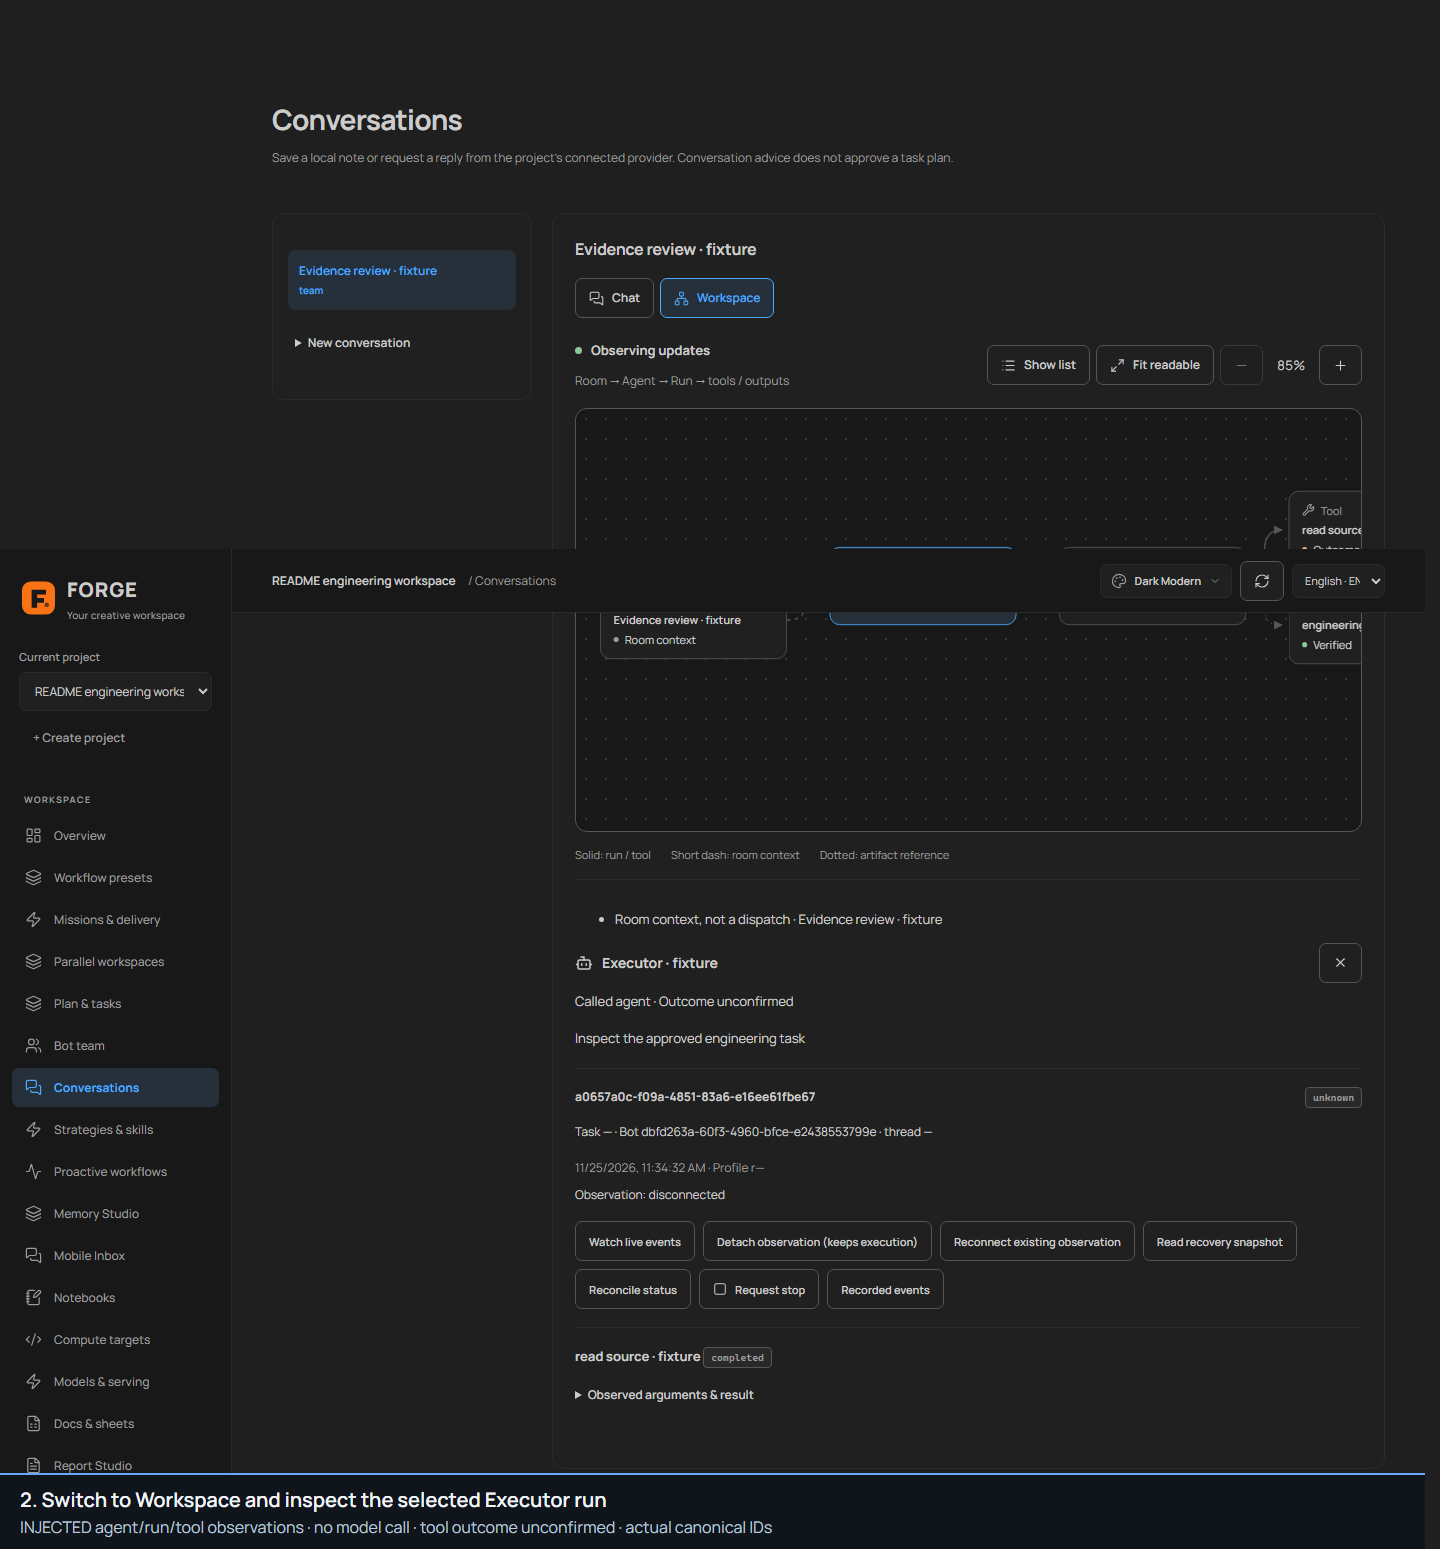 Conversations
Save a local note or request a reply from the project's connected provider. Conversation advice does not approve a task plan.
Evidence review · fixture
team
▶ New conversation
Evidence review · fixture
Chat
Workspace
Observing updates
Room → Agent → Run → tools / outputs
Show list
Fit readable
−
85%
+
Tool
read source
FORGE
Your creative workspace
README engineering workspace / Conversations
Dark Modern
English · EN
Evidence review · fixture
Room context
engineering
Verified
Current project
README engineering works
+ Create project
WORKSPACE
Overview
Workflow presets
Missions & delivery
Parallel workspaces
Plan & tasks
Bot team
Conversations
Strategies & skills
Proactive workflows
Memory Studio
Mobile Inbox
Notebooks
Compute targets
Models & serving
Docs & sheets
Report Studio
Solid: run / tool
Short dash: room context
Dotted: artifact reference
• Room context, not a dispatch · Evidence review · fixture
Executor · fixture
Called agent · Outcome unconfirmed
Inspect the approved engineering task
a0657a0c-f09a-4851-83a6-e16ee61fbe67
unknown
Task — · Bot dbfd263a-60f3-4960-bfce-e2438553799e · thread —
11/25/2026, 11:34:32 AM · Profile r—
Observation: disconnected
Watch live events
Detach observation (keeps execution)
Reconnect existing observation
Read recovery snapshot
Reconcile status
Request stop
Recorded events
read source · fixture completed
▶ Observed arguments & result
2. Switch to Workspace and inspect the selected Executor run
INJECTED agent/run/tool observations · no model call · tool outcome unconfirmed · actual canonical IDs